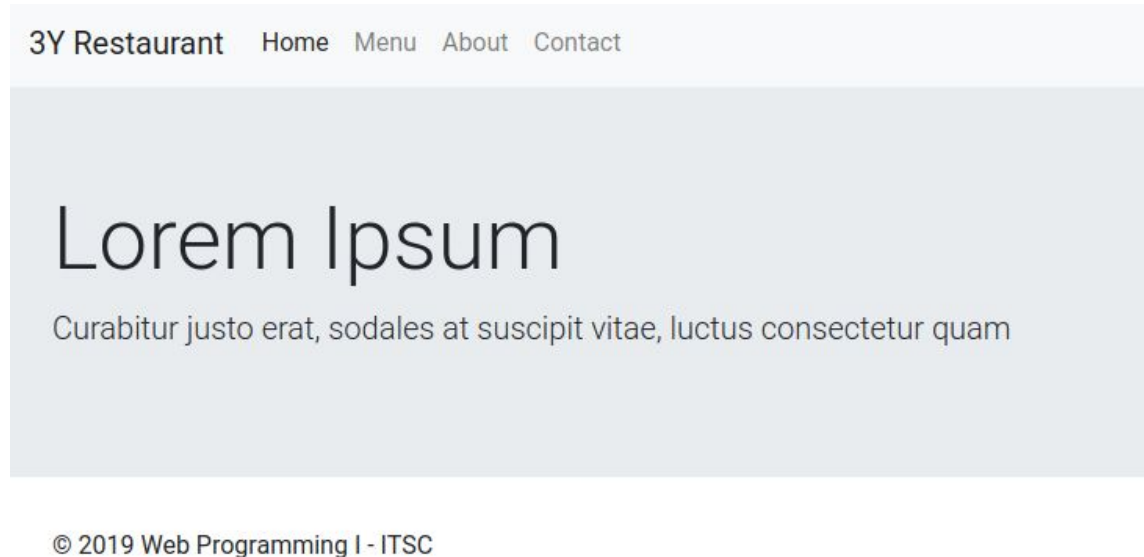 3Y Restaurant Home Menu About Contact
Lorem Ipsum
Curabitur justo erat, sodales at suscipit vitae, luctus consectetur quam
© 2019 Web Programming I - ITSC